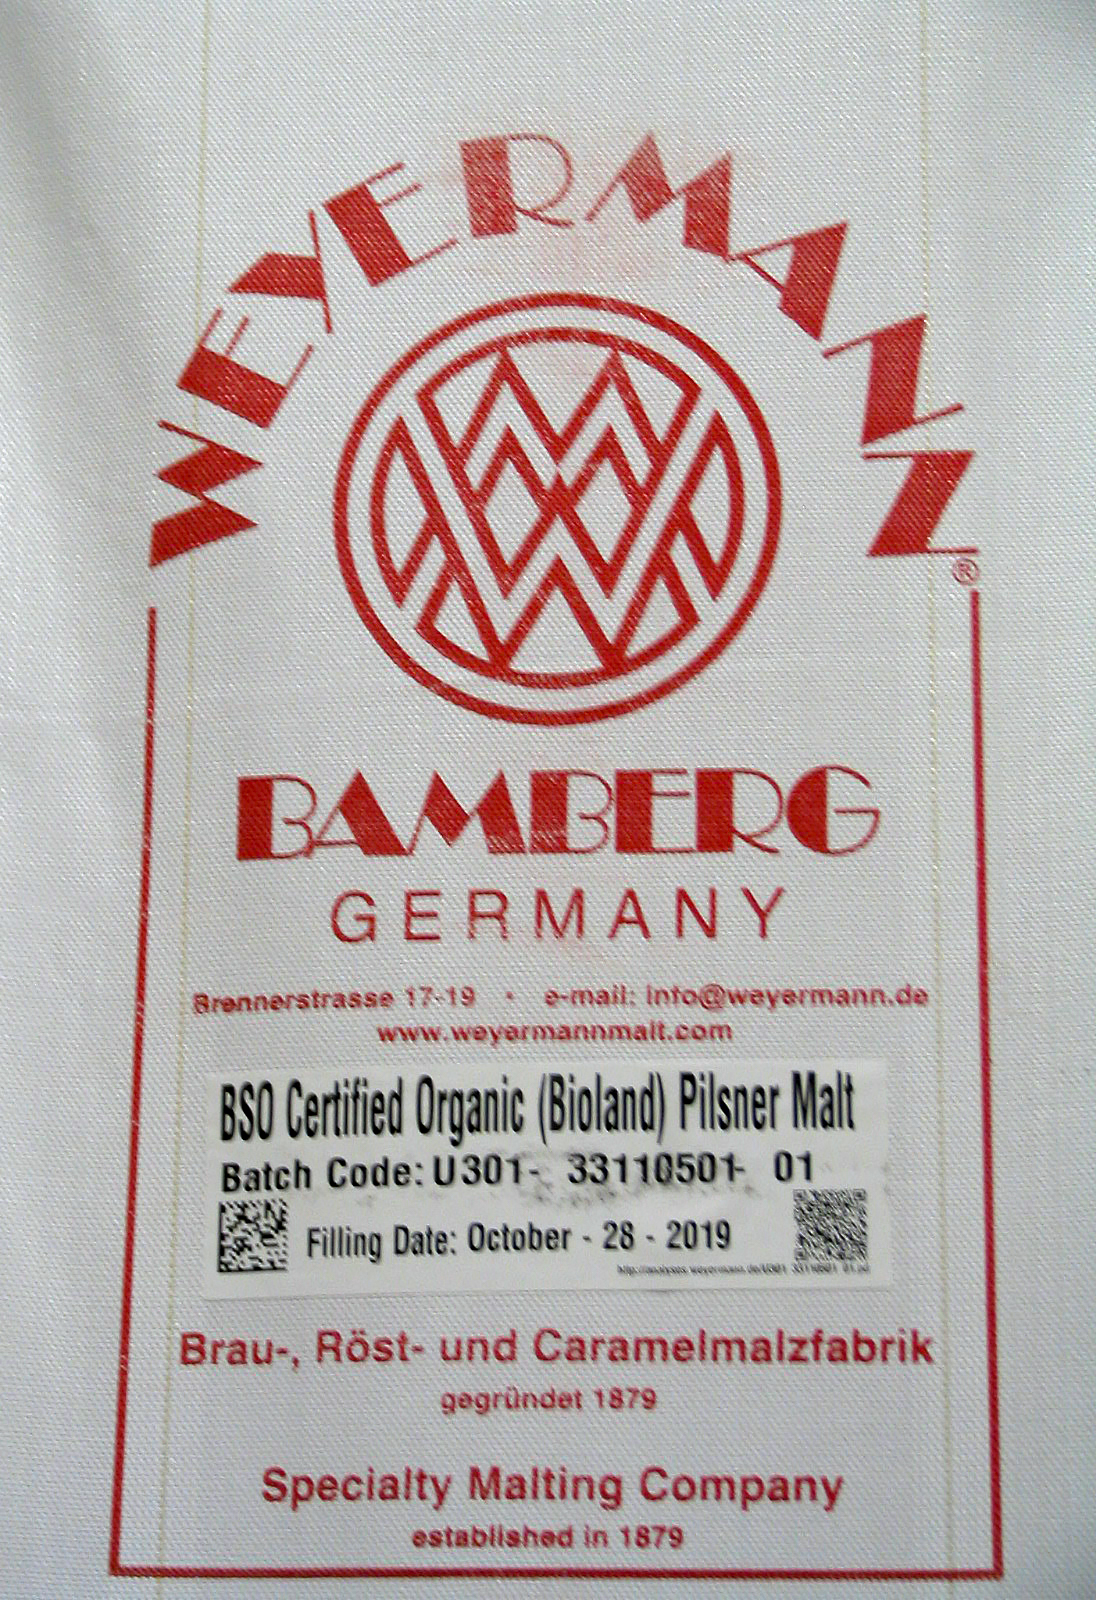 WEYERMANN®
BAMBERG
GERMANY
Brennerstrasse 17-19 • e-mail: info@weyermann.de
www.weyermannmalt.com
BSO Certified Organic (Bioland) Pilsner Malt
Batch Code: U301- 33110501- 01
Filling Date: October - 28 - 2019
Brau-, Röst- und Caramelmalzfabrik
gegründet 1879
Specialty Malting Company
established in 1879